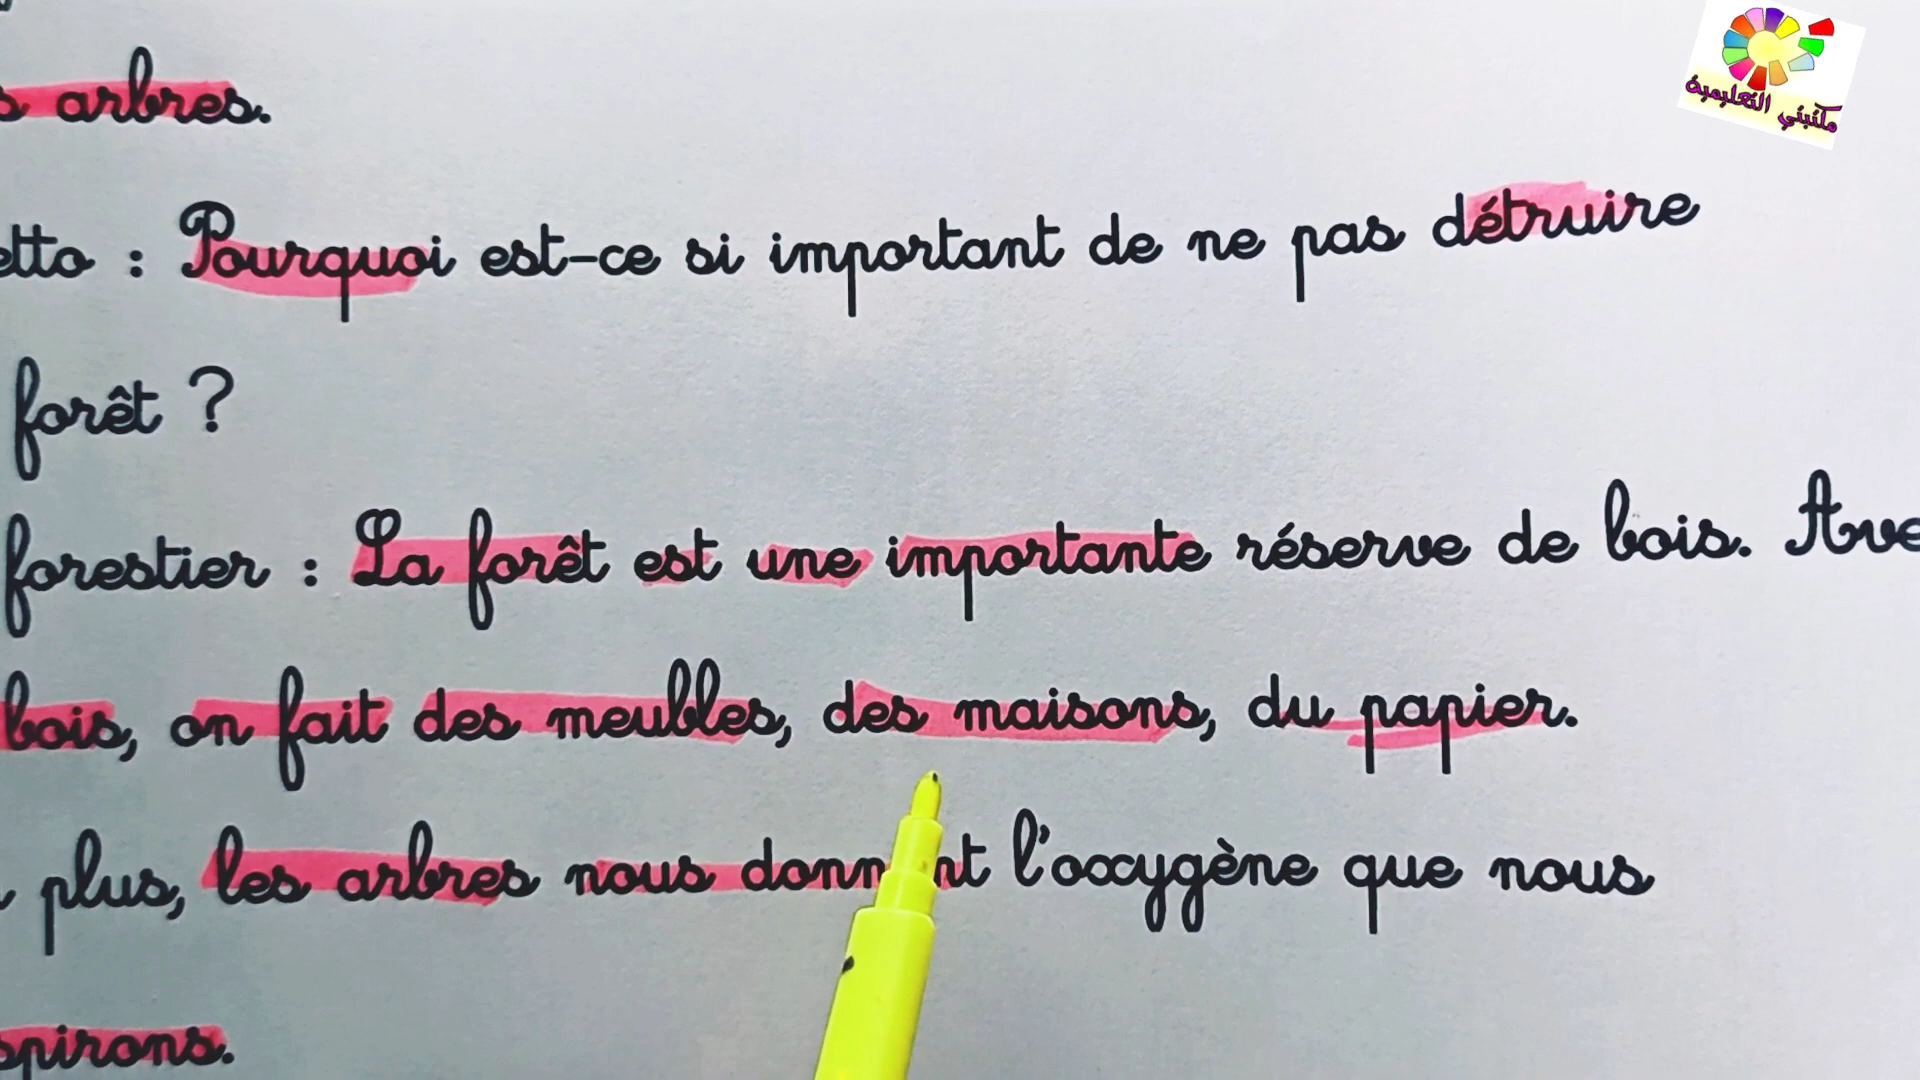 مكتبتي التعليمية
s arbres.
etto : Pourquoi est-ce si important de ne pas détruire
forêt ?
forestier : La forêt est une importante réserve de bois. Ave
bois, on fait des meubles, des maisons, du papier.
plus, les arbres nous donn nt l'oxygène que nous
spirons.